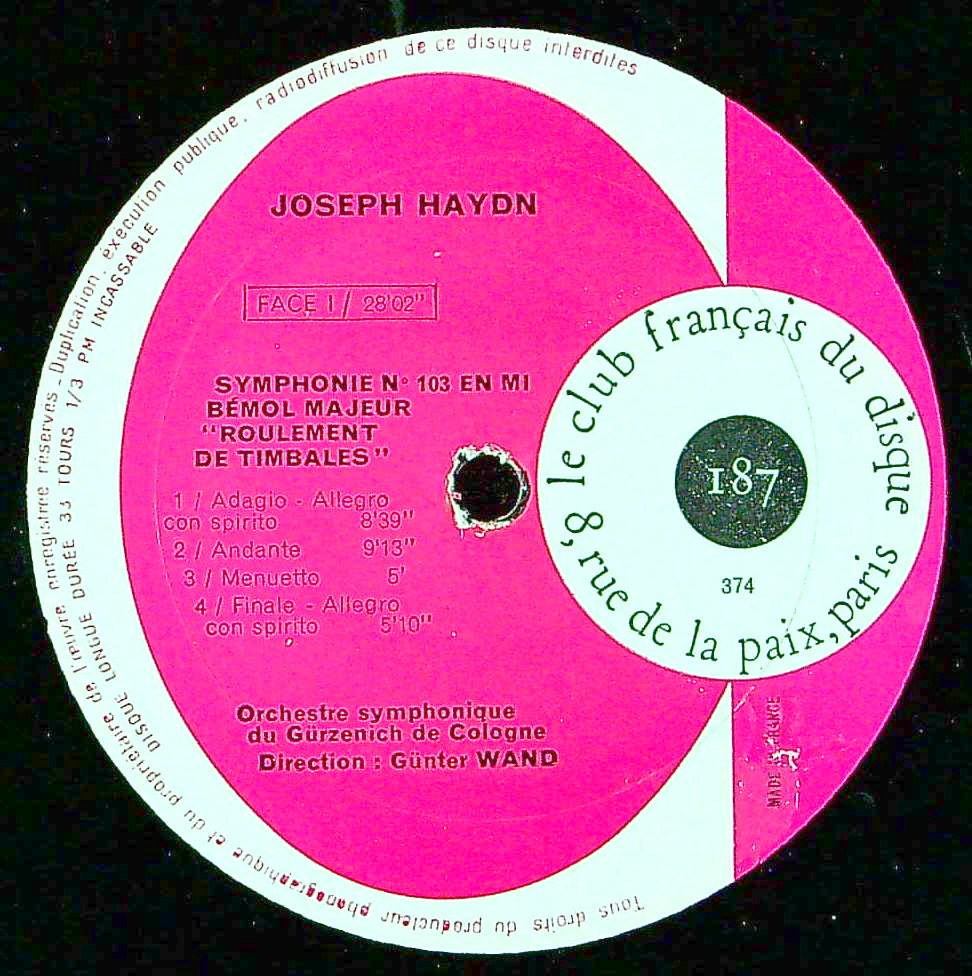 JOSEPH HAYDN
FACE I / 28'02"
SYMPHONIE N° 103 EN MI
BÉMOL MAJEUR
"ROULEMENT
DE TIMBALES"
1 / Adagio - Allegro
con spirito 8'39"
2 / Andante 9'13"
3 / Menuetto 5'
4 / Finale - Allegro
con spirito 5'10"
Orchestre symphonique
du Gürzenich de Cologne
Direction : Günter WAND
le club français du disque
8, rue de la paix, paris
187
374
MADE IN FRANCE
Tous droits du producteur phonographique et du propriétaire de l'œuvre enregistrée réservés - Duplication, éxécution publique, radiodiffusion de ce disque interdites
DISQUE LONGUE DURÉE 33 TOURS 1/3 PM INCASSABLE